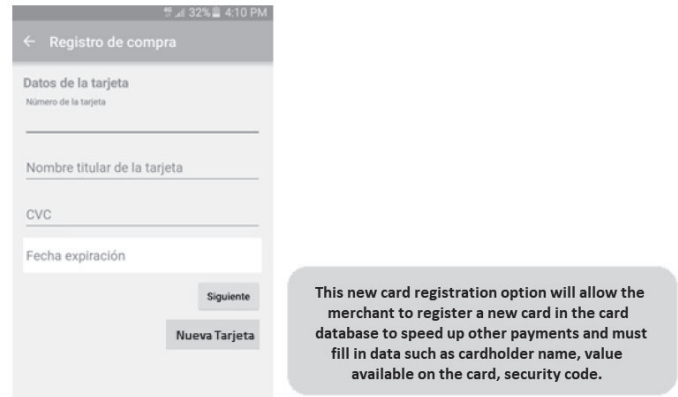 32% 4:10 PM
← Registro de compra
Datos de la tarjeta
Número de la tarjeta
Nombre titular de la tarjeta
CVC
Fecha expiración
Siguiente
Nueva Tarjeta
This new card registration option will allow the
merchant to register a new card in the card
database to speed up other payments and must
fill in data such as cardholder name, value
available on the card, security code.